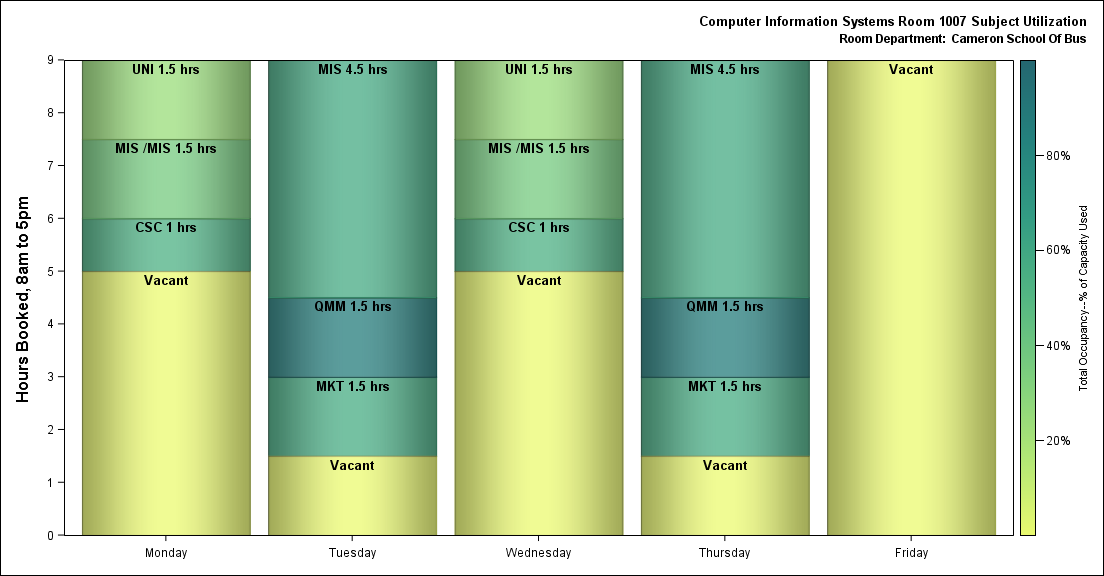 Computer Information Systems Room 1007 Subject Utilization
Room Department: Cameron School Of Bus
Hours Booked, 8am to 5pm
9
8
7
6
5
4
3
2
1
0
UNI 1.5 hrs
MIS /MIS 1.5 hrs
CSC 1 hrs
Vacant
MIS 4.5 hrs
QMM 1.5 hrs
MKT 1.5 hrs
Vacant
UNI 1.5 hrs
MIS /MIS 1.5 hrs
CSC 1 hrs
Vacant
MIS 4.5 hrs
QMM 1.5 hrs
MKT 1.5 hrs
Vacant
Vacant
Monday
Tuesday
Wednesday
Thursday
Friday
80%
60%
40%
20%
Total Occupancy--% of Capacity Used